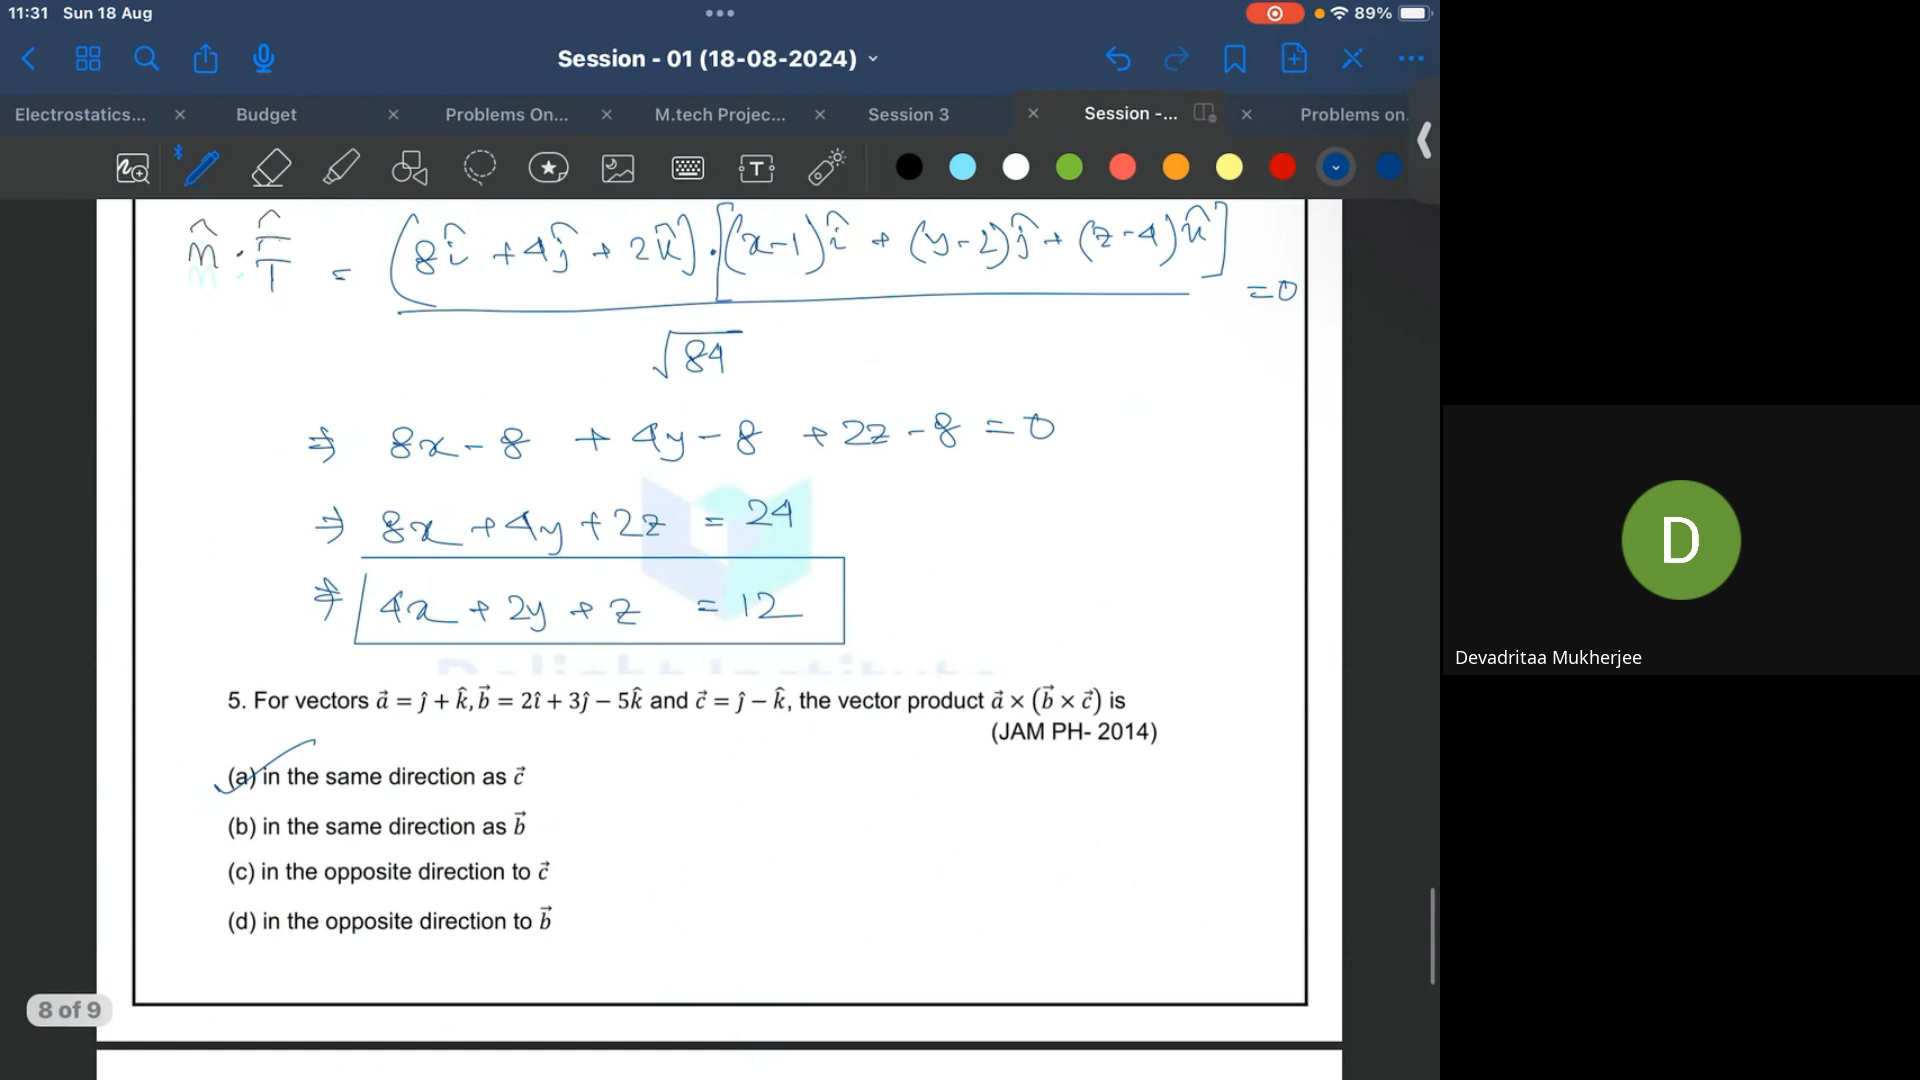 11:31 Sun 18 Aug
89%
Session - 01 (18-08-2024)
Electrostatics... Budget Problems On... M.tech Projec... Session 3 Session -... Problems on.
n̂ · r̂/T = (8î + 4ĵ + 2k̂) · [(x-1)î + (y-2)ĵ + (z-4)k̂] = 0
√84
⇒ 8x - 8 + 4y - 8 + 2z - 8 = 0
⇒ 8x + 4y + 2z = 24
⇒ 4x + 2y + z = 12
5. For vectors a⃗ = ĵ + k̂, b⃗ = 2î + 3ĵ − 5k̂ and c⃗ = ĵ − k̂, the vector product a⃗ × (b⃗ × c⃗) is
(JAM PH- 2014)
(a) in the same direction as c⃗
(b) in the same direction as b⃗
(c) in the opposite direction to c⃗
(d) in the opposite direction to b⃗
8 of 9
D
Devadritaa Mukherjee